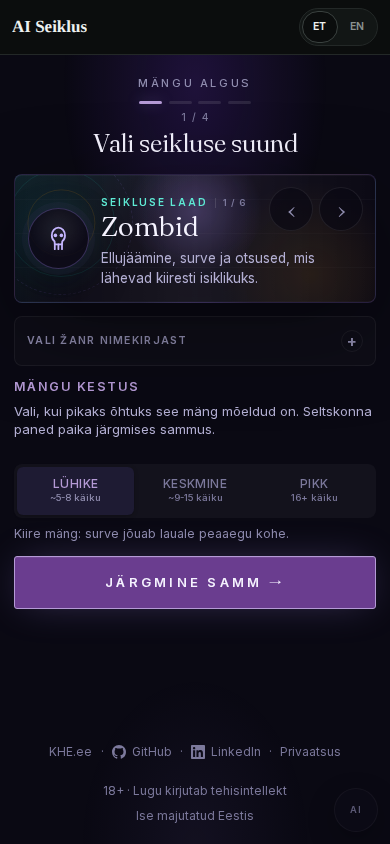 AI Seiklus
ET EN
MÄNGU ALGUS
1 / 4
Vali seikluse suund
SEIKLUSE LAAD | 1 / 6
Zombid
Ellujäämine, surve ja otsused, mis
lähevad kiiresti isiklikuks.
VALI ŽANR NIMEKIRJAST +
MÄNGU KESTUS
Vali, kui pikaks õhtuks see mäng mõeldud on. Seltskonna
paned paika järgmises sammus.
LÜHIKE KESKMINE PIKK
~5-8 käiku ~9-15 käiku 16+ käiku
Kiire mäng: surve jõuab lauale peaaegu kohe.
JÄRGMINE SAMM →
KHE.ee · GitHub · LinkedIn · Privaatsus
18+ · Lugu kirjutab tehisintellekt
Ise majutatud Eestis
AI